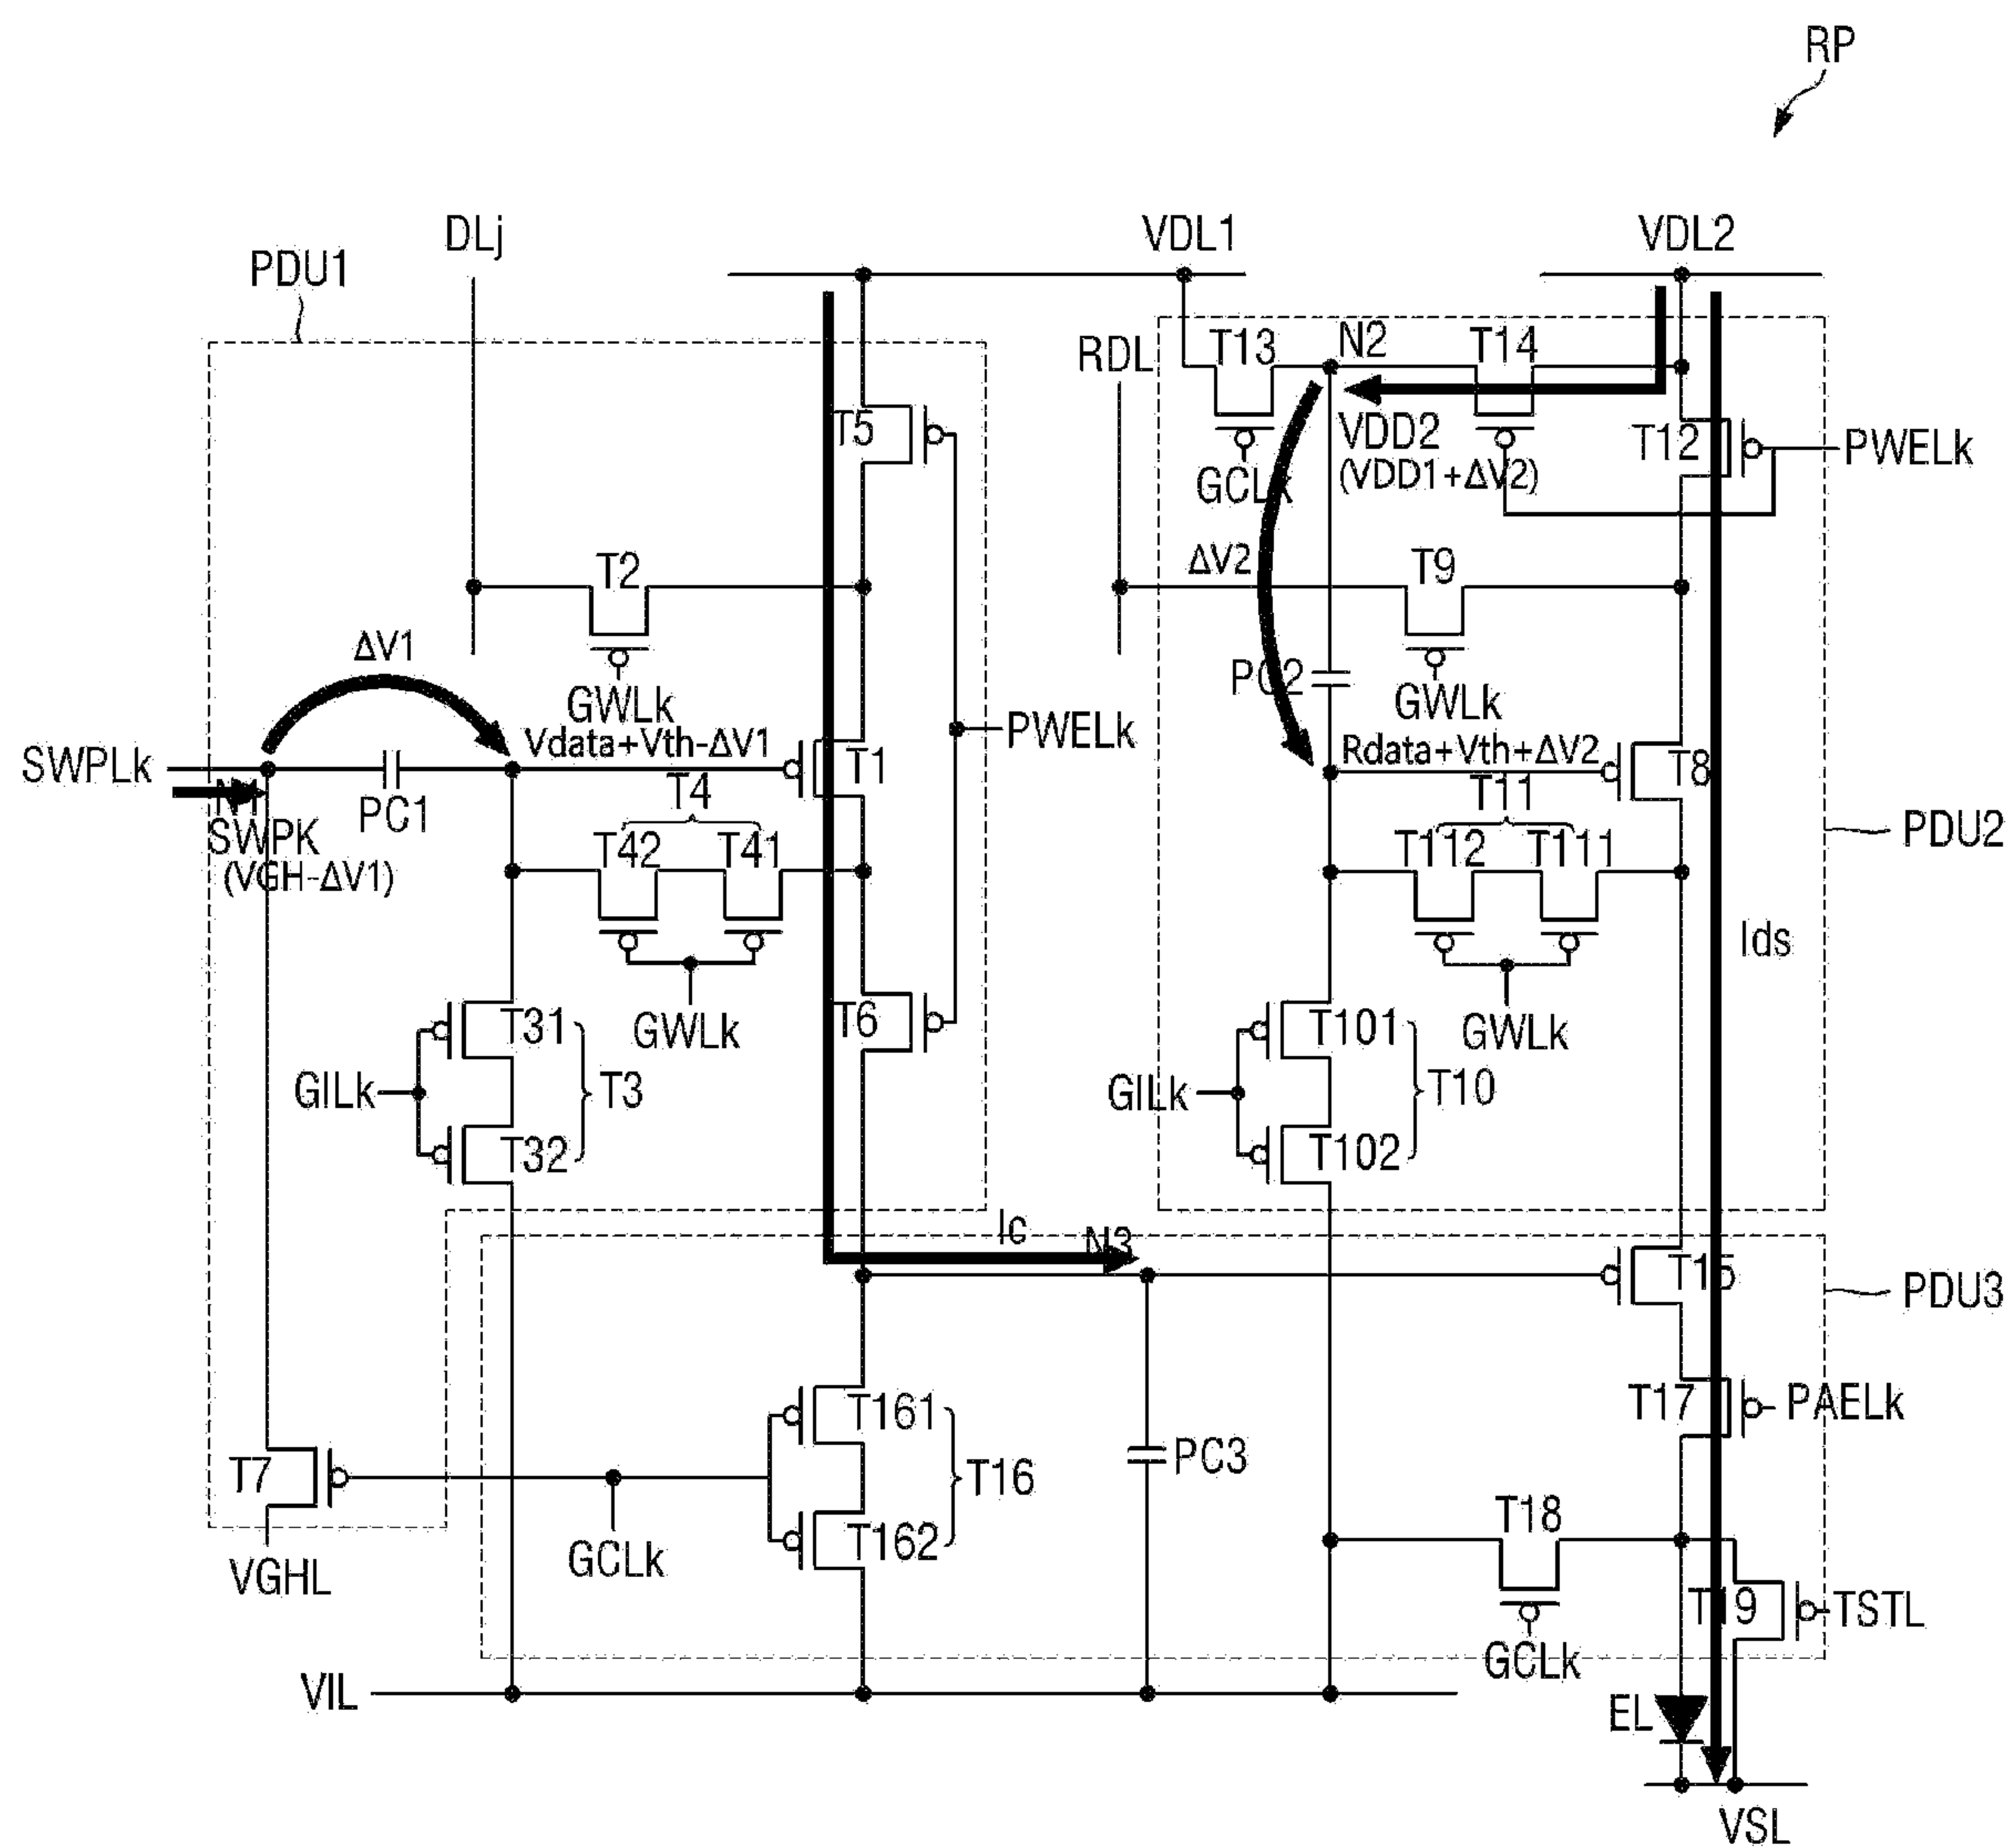 RP
DLj
VDL1
VDL2
PDU1
RDL
T13
N2
T14
T5
VDD2
(VDD1+ΔV2)
T12
PWELk
GCLk
T2
ΔV2
T9
ΔV1
GWLk
PC2
GWLk
Vdata+Vth-ΔV1
PWELk
Rdata+Vth+ΔV2
SWPLk
T1
T8
N1
PC1
T4
T11
SWPK
(VGH-ΔV1)
T42
T41
T112
T111
PDU2
Ids
T31
GWLk
T6
T101
GWLk
GILk
T3
GILk
T10
T32
T102
Ic
N3
T15
PDU3
T161
T17
PAELk
T7
T16
PC3
T18
GCLk
T162
VGHL
T19
TSTL
GCLk
VIL
EL
VSL